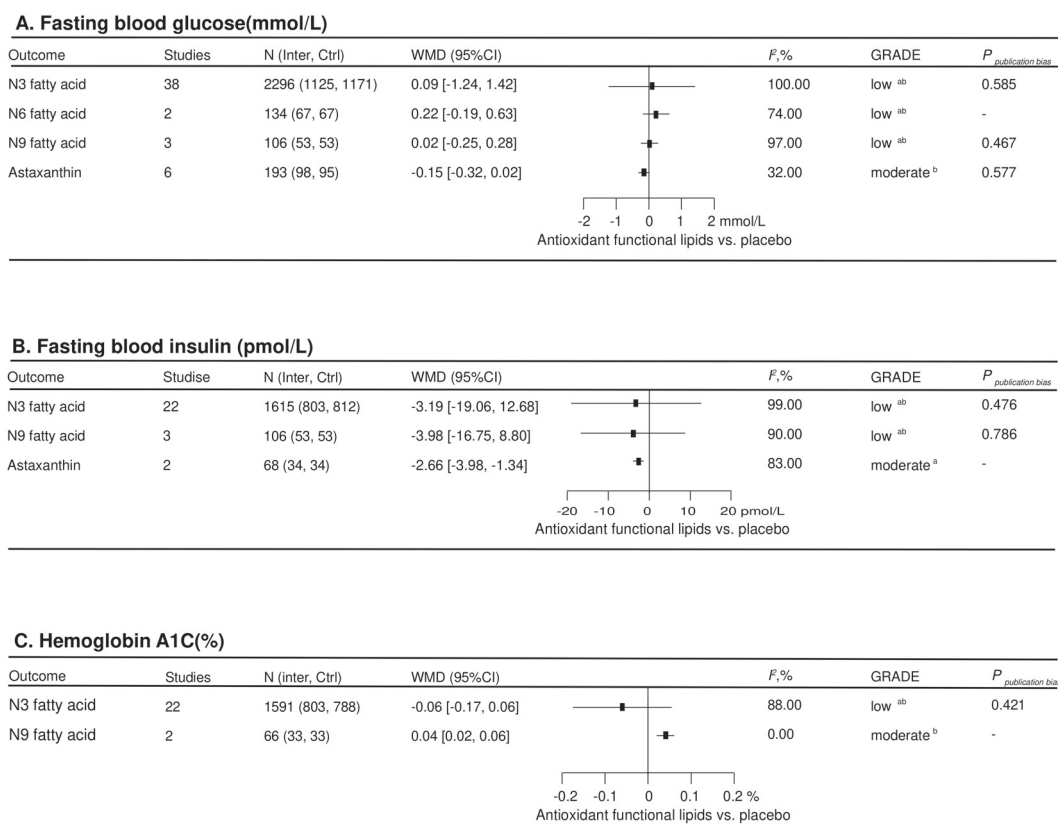 A. Fasting blood glucose(mmol/L)
Outcome Studies N (Inter, Ctrl) WMD (95%CI) I²,% GRADE P publication bias
N3 fatty acid 38 2296 (1125, 1171) 0.09 [-1.24, 1.42] 100.00 low ab 0.585
N6 fatty acid 2 134 (67, 67) 0.22 [-0.19, 0.63] 74.00 low ab -
N9 fatty acid 3 106 (53, 53) 0.02 [-0.25, 0.28] 97.00 low ab 0.467
Astaxanthin 6 193 (98, 95) -0.15 [-0.32, 0.02] 32.00 moderate b 0.577
-2 -1 0 1 2 mmol/L
Antioxidant functional lipids vs. placebo
B. Fasting blood insulin (pmol/L)
Outcome Studise N (Inter, Ctrl) WMD (95%CI) I²,% GRADE P publication bias
N3 fatty acid 22 1615 (803, 812) -3.19 [-19.06, 12.68] 99.00 low ab 0.476
N9 fatty acid 3 106 (53, 53) -3.98 [-16.75, 8.80] 90.00 low ab 0.786
Astaxanthin 2 68 (34, 34) -2.66 [-3.98, -1.34] 83.00 moderate a -
-20 -10 0 10 20 pmol/L
Antioxidant functional lipids vs. placebo
C. Hemoglobin A1C(%)
Outcome Studies N (inter, Ctrl) WMD (95%CI) I²,% GRADE P publication bias
N3 fatty acid 22 1591 (803, 788) -0.06 [-0.17, 0.06] 88.00 low ab 0.421
N9 fatty acid 2 66 (33, 33) 0.04 [0.02, 0.06] 0.00 moderate b -
-0.2 -0.1 0 0.1 0.2 %
Antioxidant functional lipids vs. placebo